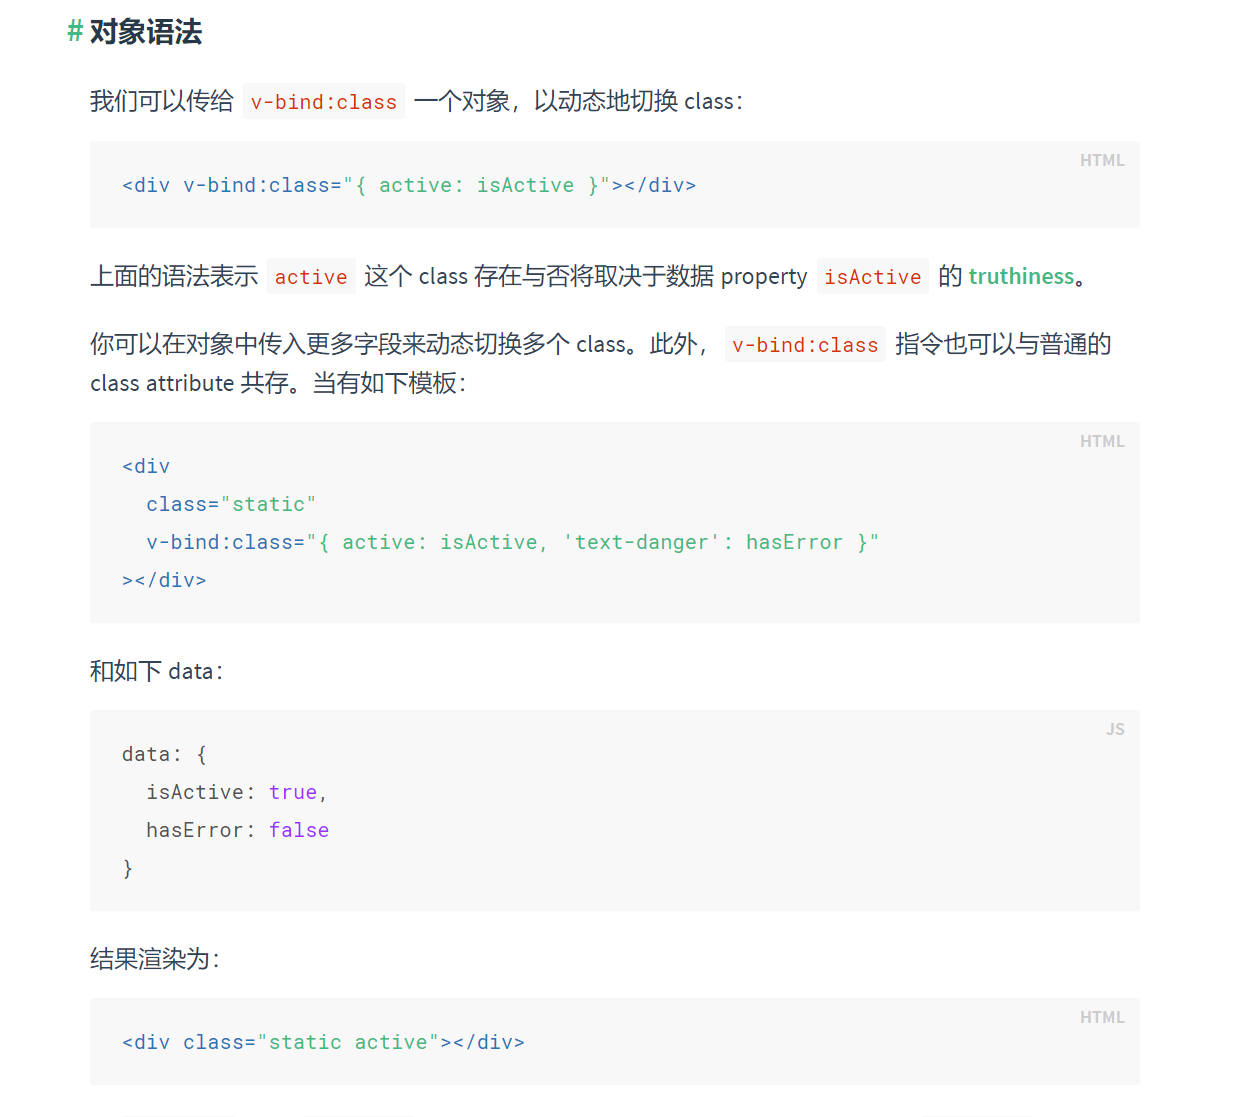 # 对象语法
我们可以传给 v-bind:class 一个对象，以动态地切换 class：
HTML
<div v-bind:class="{ active: isActive }"></div>
上面的语法表示 active 这个 class 存在与否将取决于数据 property isActive 的 truthiness。
你可以在对象中传入更多字段来动态切换多个 class。此外， v-bind:class 指令也可以与普通的
class attribute 共存。当有如下模板：
HTML
<div
  class="static"
  v-bind:class="{ active: isActive, 'text-danger': hasError }"
></div>
和如下 data：
JS
data: {
  isActive: true,
  hasError: false
}
结果渲染为：
HTML
<div class="static active"></div>